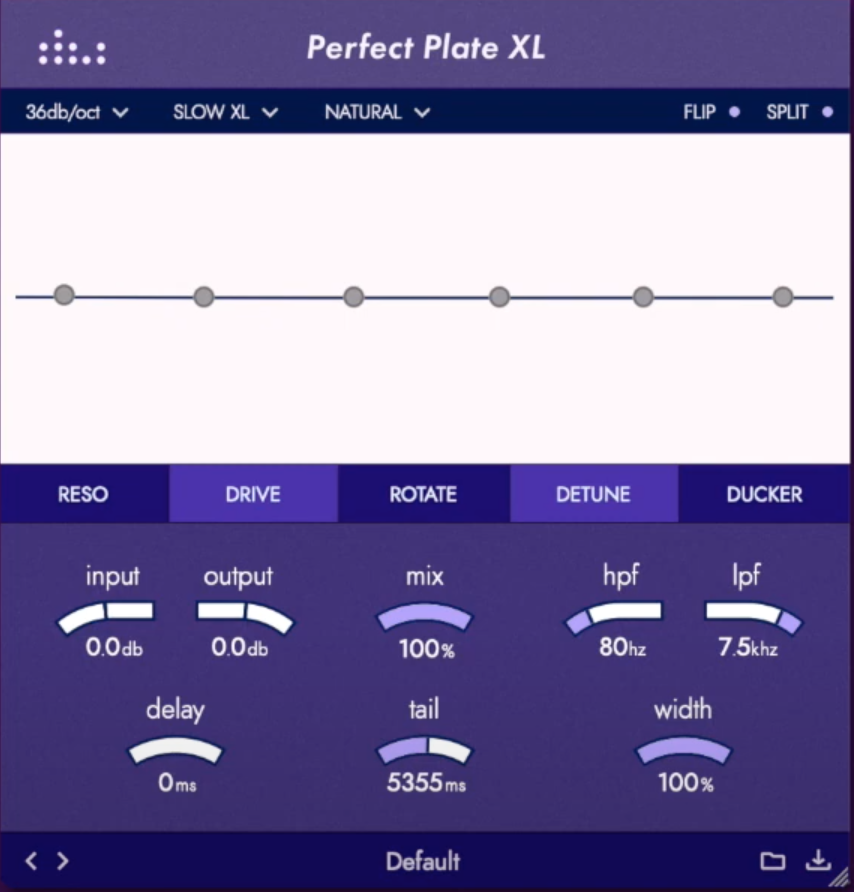 Perfect Plate XL
36db/oct SLOW XL NATURAL FLIP SPLIT
RESO DRIVE ROTATE DETUNE DUCKER
input output mix hpf lpf
0.0db 0.0db 100% 80hz 7.5khz
delay tail width
0ms 5355ms 100%
Default